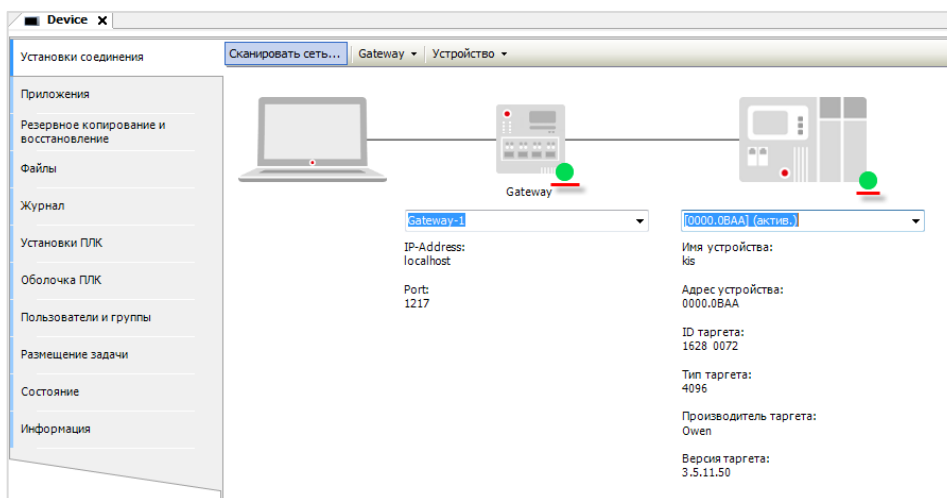 Device
Установки соединения
Приложения
Резервное копирование и
восстановление
Файлы
Журнал
Установки ПЛК
Оболочка ПЛК
Пользователи и группы
Размещение задачи
Состояние
Информация
Сканировать сеть... Gateway Устройство
Gateway
Gateway-1
IP-Address:
localhost
Port:
1217
[0000.0BAA] (актив.)
Имя устройства:
kis
Адрес устройства:
0000.0BAA
ID таргета:
1628 0072
Тип таргета:
4096
Производитель таргета:
Owen
Версия таргета:
3.5.11.50